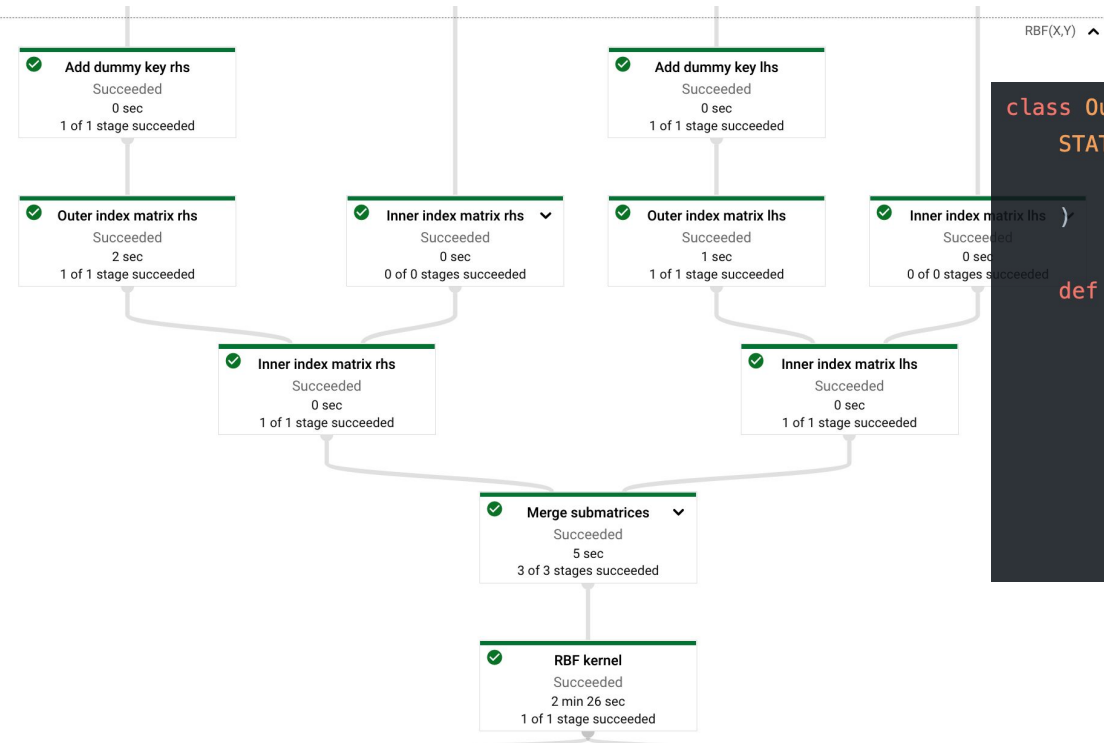 RBF(X,Y)
Add dummy key rhs
Succeeded
0 sec
1 of 1 stage succeeded
Add dummy key lhs
Succeeded
0 sec
1 of 1 stage succeeded
class Ou
STAT
)
def
Outer index matrix rhs
Succeeded
2 sec
1 of 1 stage succeeded
Inner index matrix rhs
Succeeded
0 sec
0 of 0 stages succeeded
Outer index matrix lhs
Succeeded
1 sec
1 of 1 stage succeeded
Inner index matrix lhs
Succeeded
0 sec
0 of 0 stages succeeded
Inner index matrix rhs
Succeeded
0 sec
1 of 1 stage succeeded
Inner index matrix lhs
Succeeded
0 sec
1 of 1 stage succeeded
Merge submatrices
Succeeded
5 sec
3 of 3 stages succeeded
RBF kernel
Succeeded
2 min 26 sec
1 of 1 stage succeeded